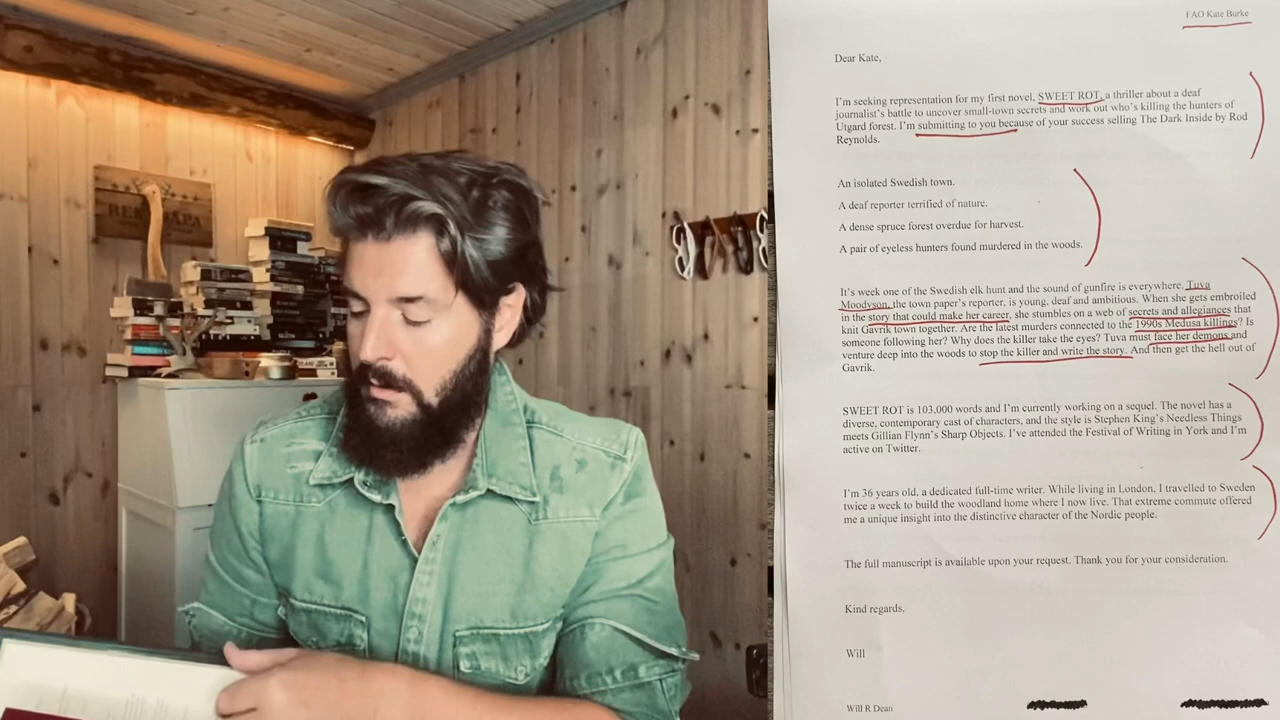 FAO Kate Burke
Dear Kate,
I'm seeking representation for my first novel, SWEET ROT, a thriller about a deaf
journalist's battle to uncover small-town secrets and work out who's killing the hunters of
Utgard forest. I'm submitting to you because of your success selling The Dark Inside by Rod
Reynolds.
An isolated Swedish town.
A deaf reporter terrified of nature.
A dense spruce forest overdue for harvest.
A pair of eyeless hunters found murdered in the woods.
It's week one of the Swedish elk hunt and the sound of gunfire is everywhere. Tuva
Moodyson, the town paper's reporter, is young, deaf and ambitious. When she gets embroiled
in the story that could make her career, she stumbles on a web of secrets and allegiances that
knit Gavrik town together. Are the latest murders connected to the 1990s Medusa killings? Is
someone following her? Why does the killer take the eyes? Tuva must face her demons and
venture deep into the woods to stop the killer and write the story. And then get the hell out of
Gavrik.
SWEET ROT is 103,000 words and I'm currently working on a sequel. The novel has a
diverse, contemporary cast of characters, and the style is Stephen King's Needless Things
meets Gillian Flynn's Sharp Objects. I've attended the Festival of Writing in York and I'm
active on Twitter.
I'm 36 years old, a dedicated full-time writer. While living in London, I travelled to Sweden
twice a week to build the woodland home where I now live. That extreme commute offered
me a unique insight into the distinctive character of the Nordic people.
The full manuscript is available upon your request. Thank you for your consideration.
Kind regards,
Will
Will R Dean